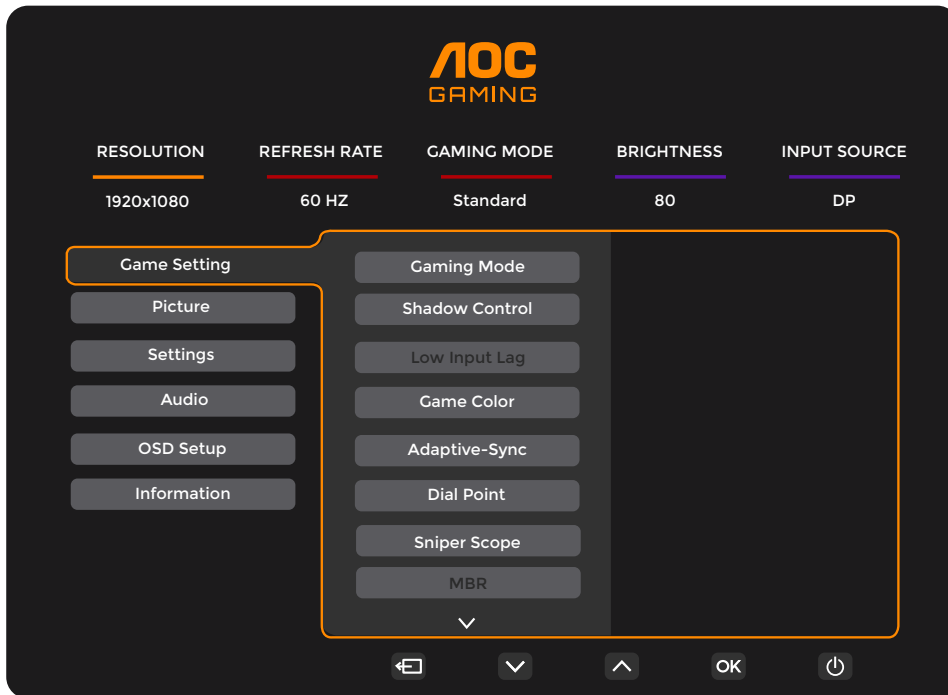 AOC
GAMING
RESOLUTION REFRESH RATE GAMING MODE BRIGHTNESS INPUT SOURCE
1920x1080 60 HZ Standard 80 DP
Game Setting
Picture
Settings
Audio
OSD Setup
Information
Gaming Mode
Shadow Control
Low Input Lag
Game Color
Adaptive-Sync
Dial Point
Sniper Scope
MBR
OK